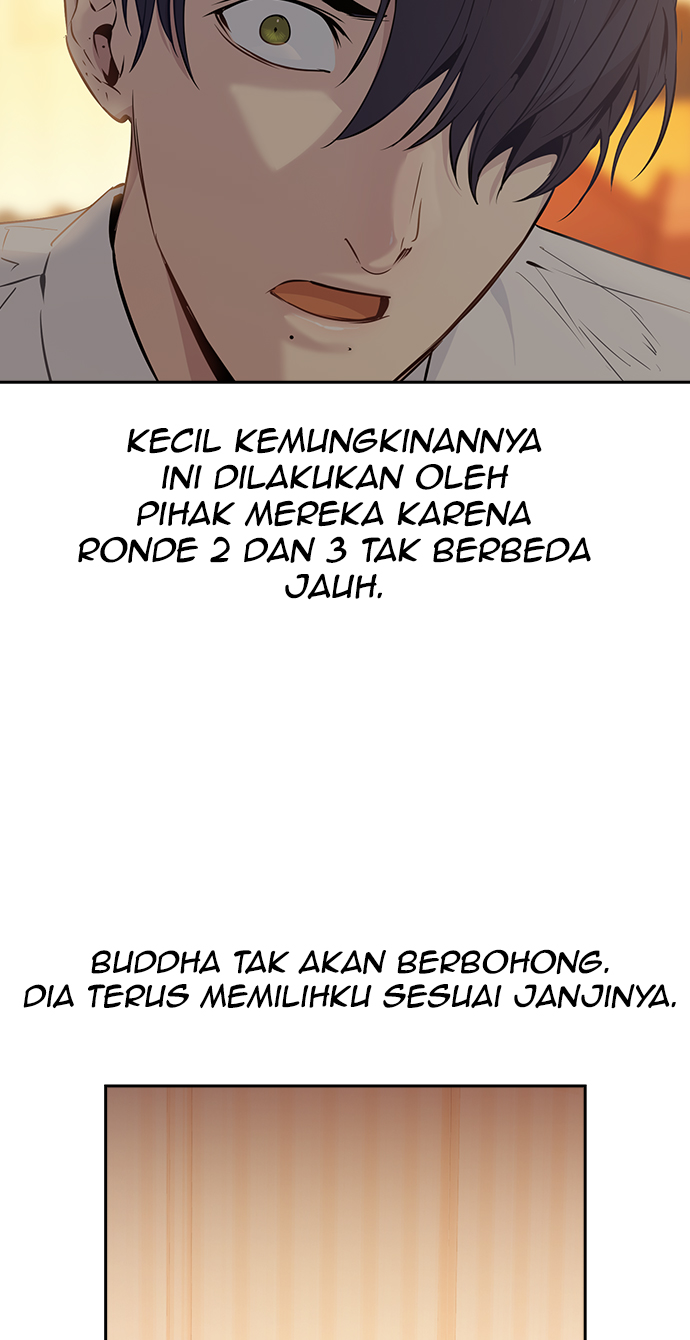 KECIL KEMUNGKINANNYA
INI DILAKUKAN OLEH
PIHAK MEREKA KARENA
RONDE 2 DAN 3 TAK BERBEDA
JAUH.
BUDDHA TAK AKAN BERBOHONG.
DIA TERUS MEMILIHKU SESUAI JANJINYA.